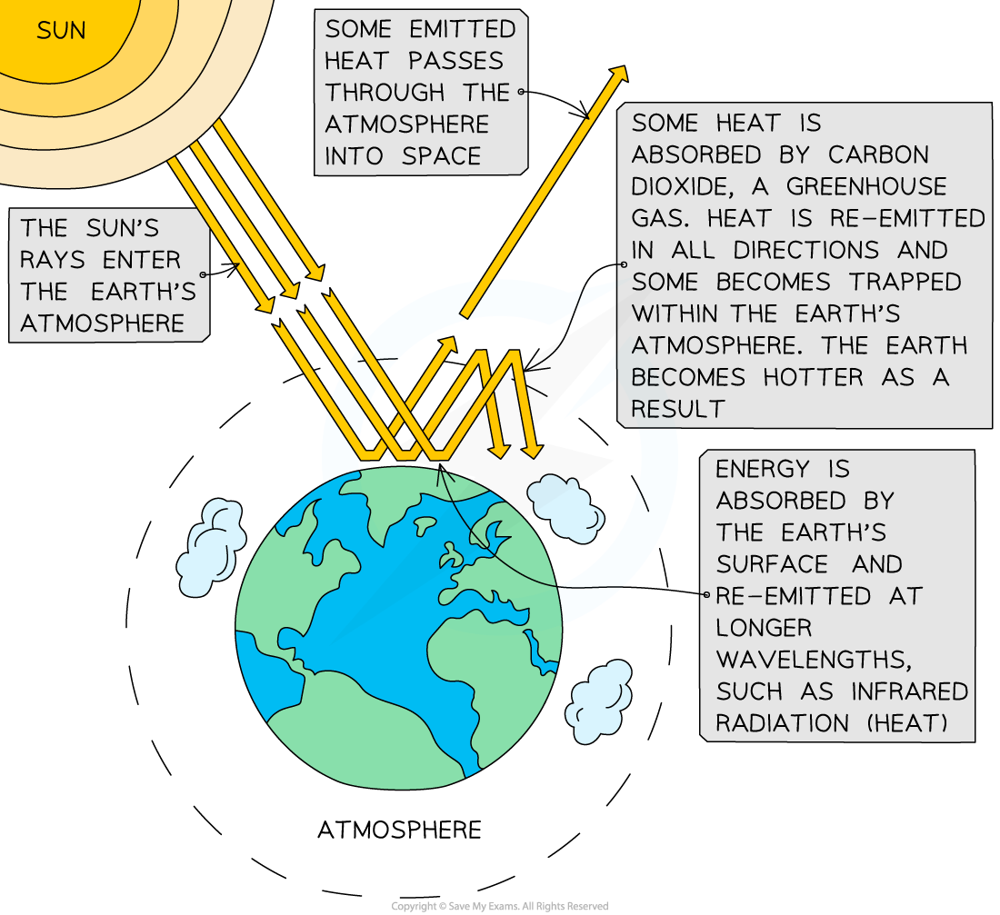 SUN
SOME EMITTED
HEAT PASSES
THROUGH THE
ATMOSPHERE
INTO SPACE
SOME HEAT IS
ABSORBED BY CARBON
DIOXIDE, A GREENHOUSE
GAS. HEAT IS RE-EMITTED
IN ALL DIRECTIONS AND
SOME BECOMES TRAPPED
WITHIN THE EARTH'S
ATMOSPHERE. THE EARTH
BECOMES HOTTER AS A
RESULT
THE SUN'S
RAYS ENTER
THE EARTH'S
ATMOSPHERE
ENERGY IS
ABSORBED BY
THE EARTH'S
SURFACE AND
RE-EMITTED AT
LONGER
WAVELENGTHS,
SUCH AS INFRARED
RADIATION (HEAT)
ATMOSPHERE
Copyright © Save My Exams. All Rights Reserved